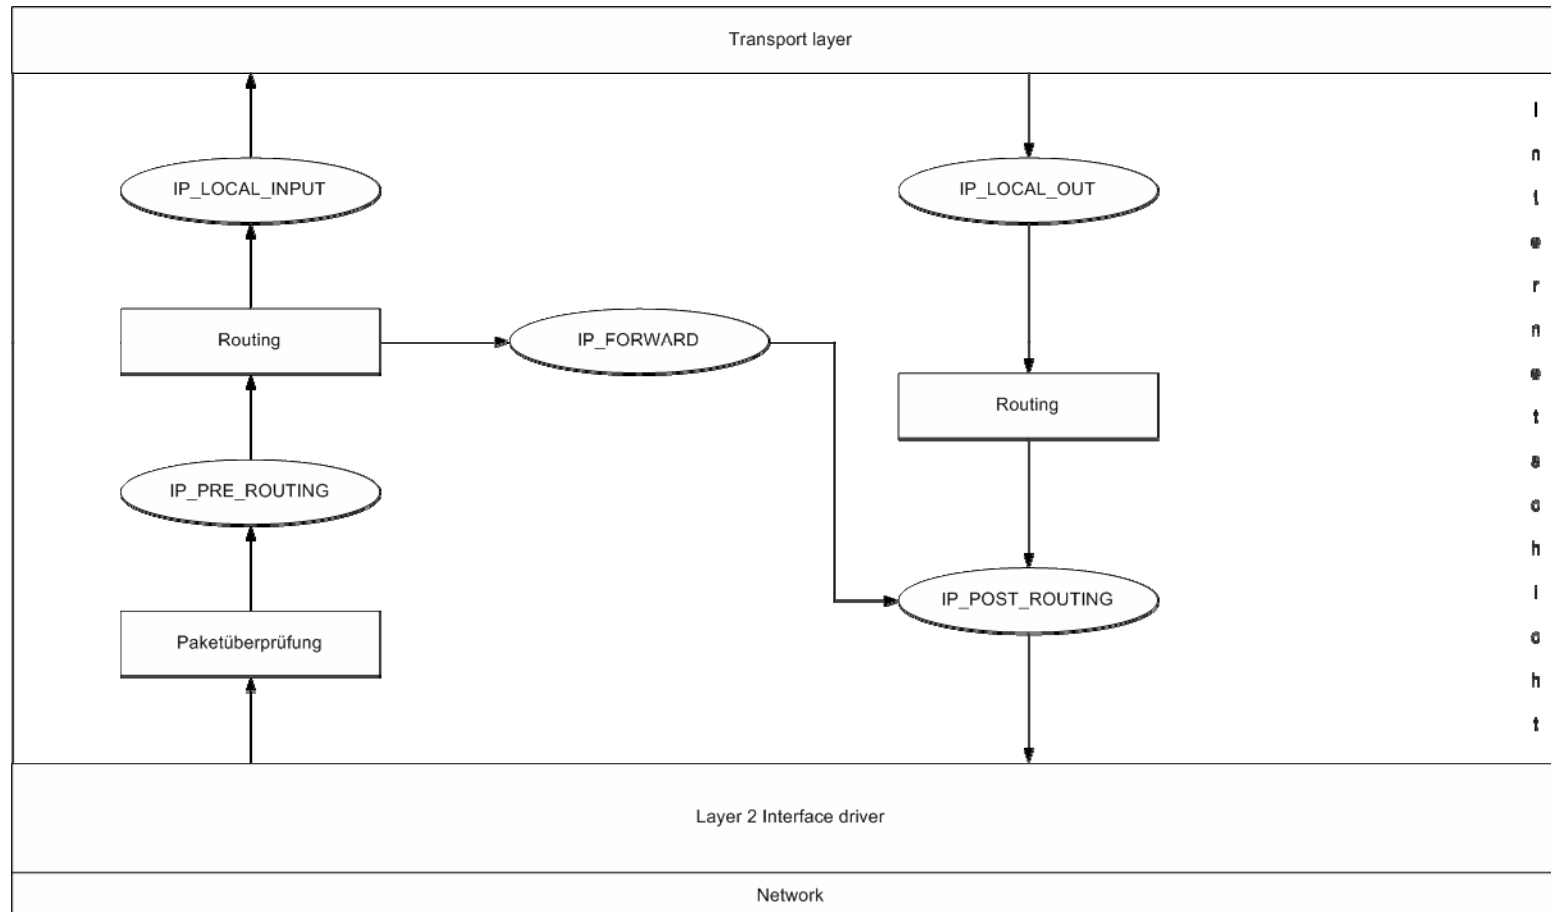 Transport layer
IP_LOCAL_INPUT
IP_LOCAL_OUT
Routing
IP_FORWARD
Routing
IP_PRE_ROUTING
IP_POST_ROUTING
Paketüberprüfung
Internetschicht
Layer 2 Interface driver
Network